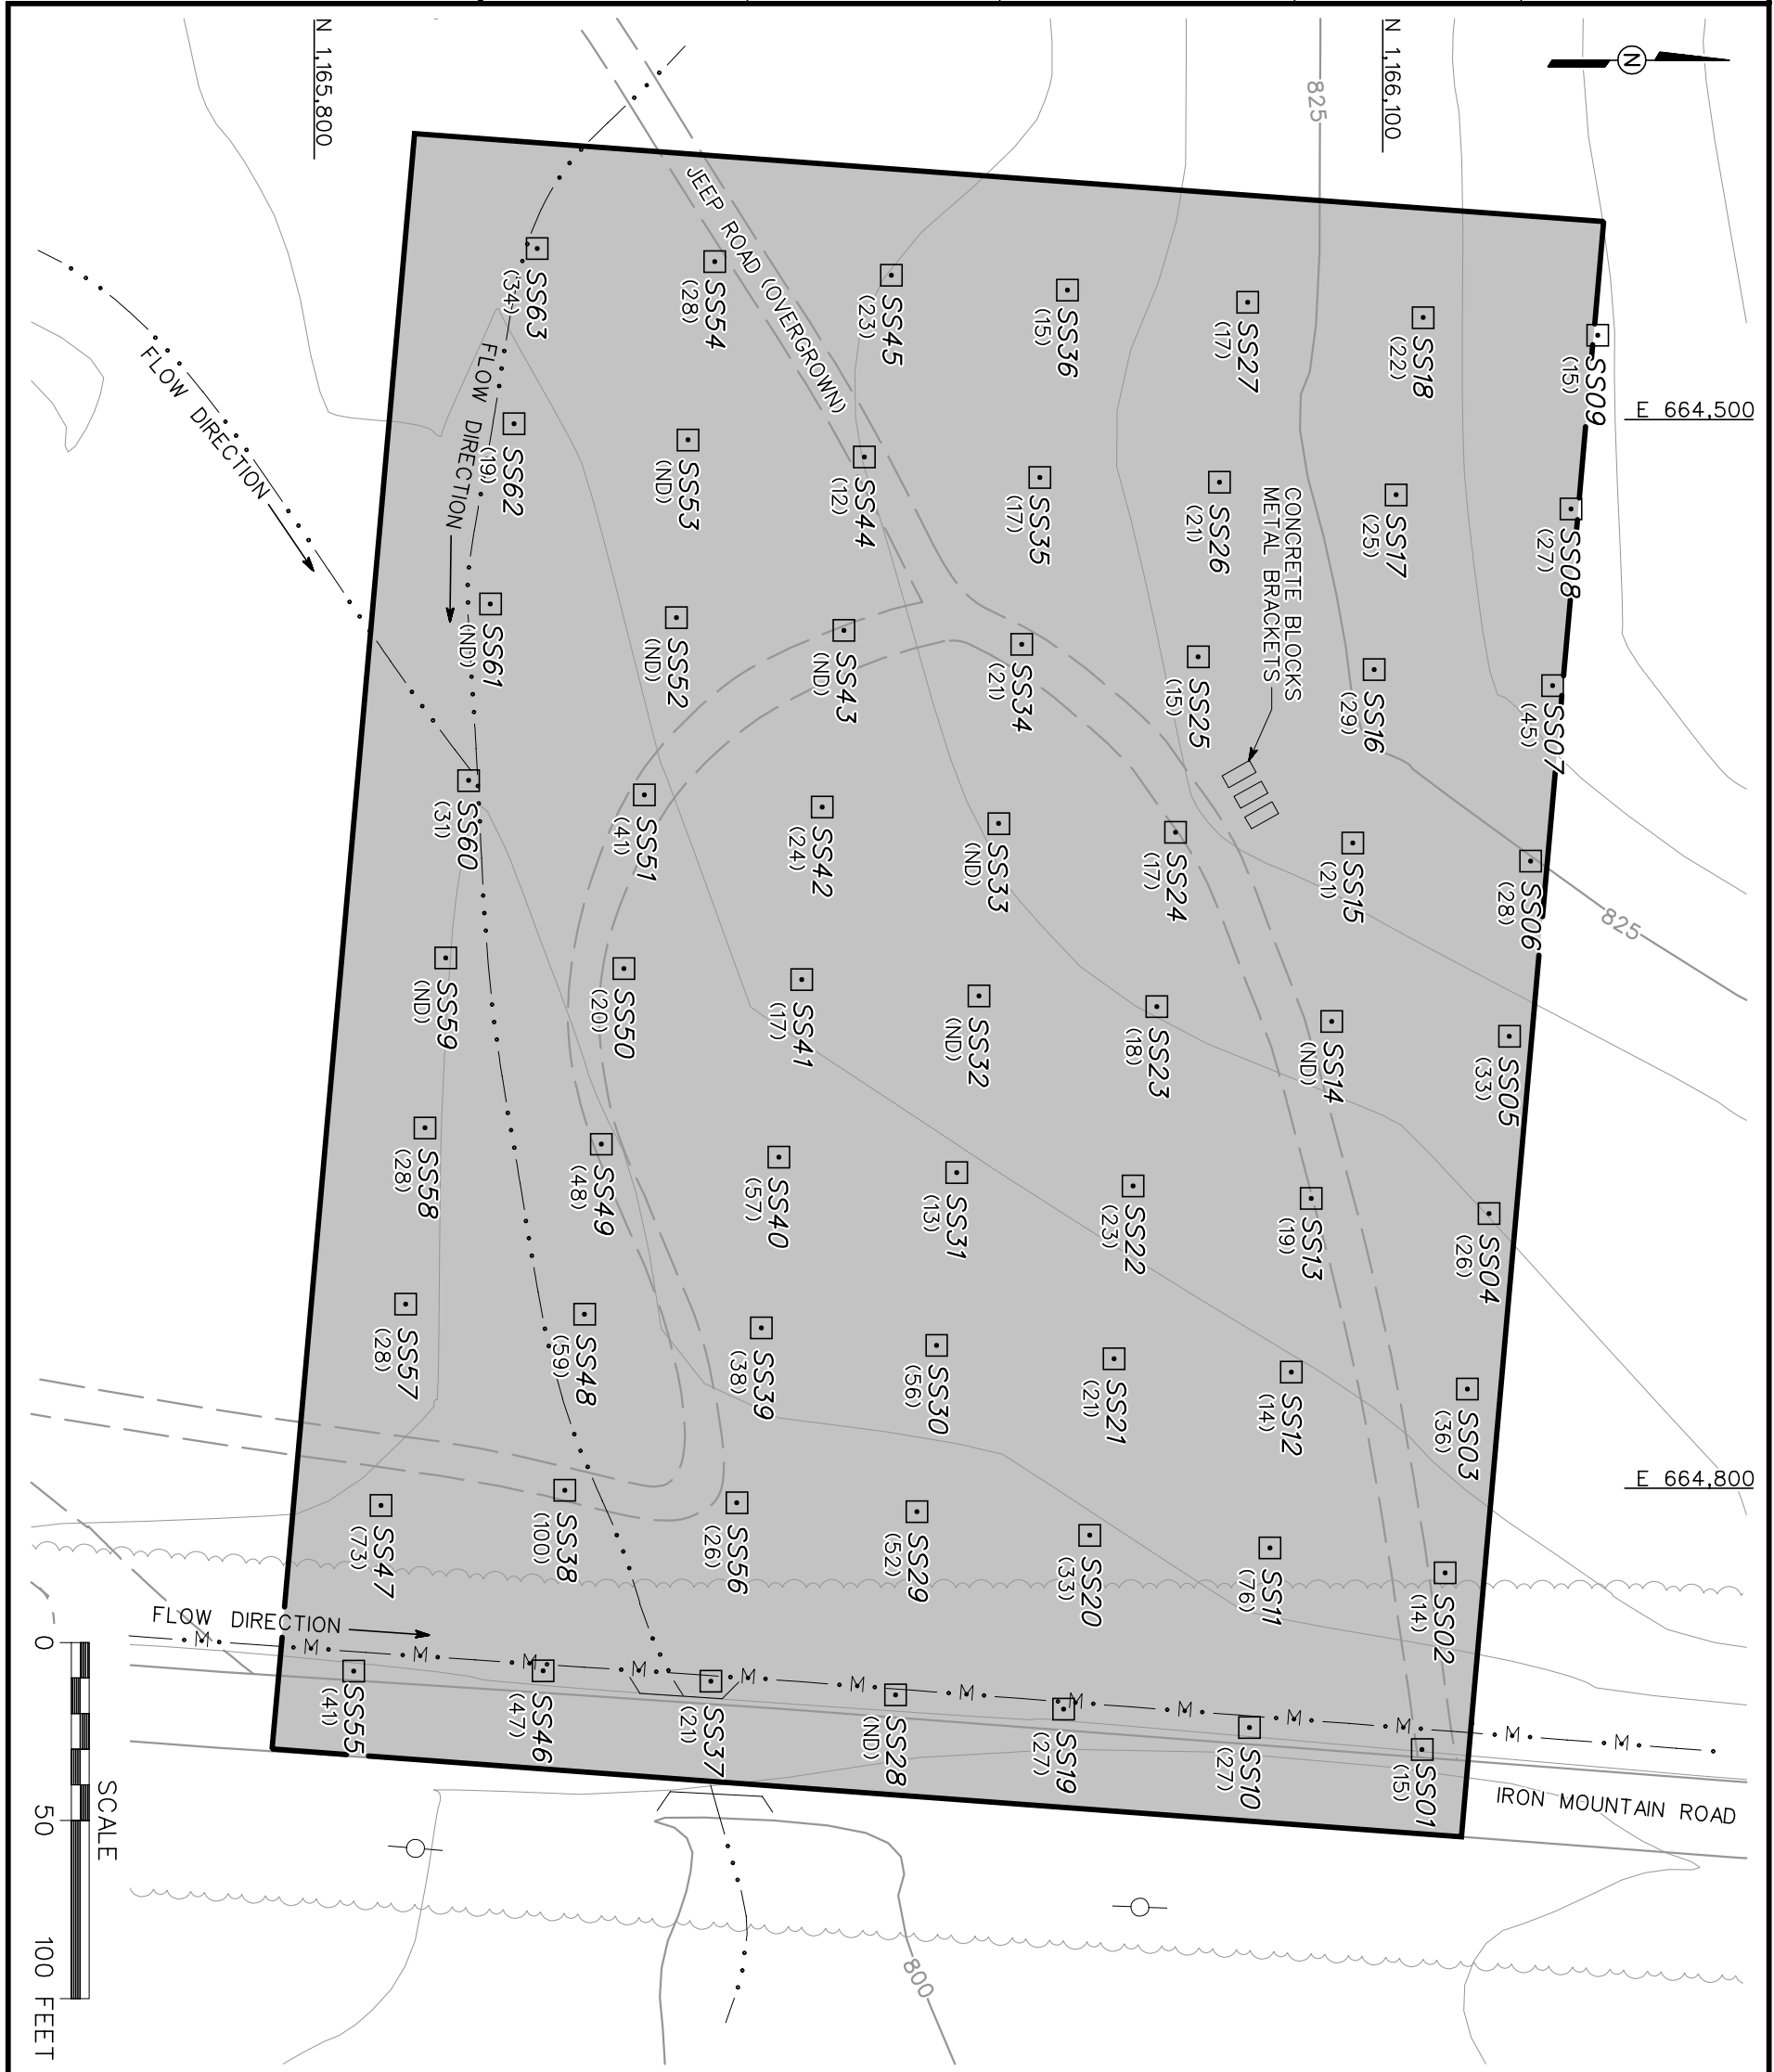 N 1,165,800
N 1,166,100
N
825
E 664,500
E 664,800
825
800
JEEP ROAD (OVERGROWN)
CONCRETE BLOCKS
METAL BRACKETS
FLOW DIRECTION
FLOW DIRECTION
FLOW DIRECTION
IRON MOUNTAIN ROAD
SS09
(15)
SS08
(27)
SS07
(45)
SS06
(28)
SS05
(33)
SS04
(26)
SS03
(36)
SS02
(14)
SS01
(15)
SS18
(22)
SS17
(25)
SS16
(29)
SS15
(21)
SS14
(ND)
SS13
(19)
SS12
(14)
SS11
(76)
SS10
(27)
SS27
(17)
SS26
(21)
SS25
(15)
SS24
(17)
SS23
(18)
SS22
(23)
SS21
(21)
SS20
(33)
SS19
(27)
SS36
(15)
SS35
(17)
SS34
(21)
SS33
(ND)
SS32
(ND)
SS31
(13)
SS30
(56)
SS29
(52)
SS28
(ND)
SS45
(23)
SS44
(12)
SS43
(ND)
SS42
(24)
SS41
(17)
SS40
(57)
SS39
(38)
SS56
(26)
SS37
(21)
SS54
(28)
SS53
(ND)
SS52
(ND)
SS51
(41)
SS50
(20)
SS49
(48)
SS48
(59)
SS38
(100)
SS46
(47)
SS63
(34)
SS62
(19)
SS61
(ND)
SS60
(31)
SS59
(ND)
SS58
(28)
SS57
(28)
SS47
(73)
SS55
(41)
M M M M M M M M M M M M M M
SCALE
0 50 100 FEET